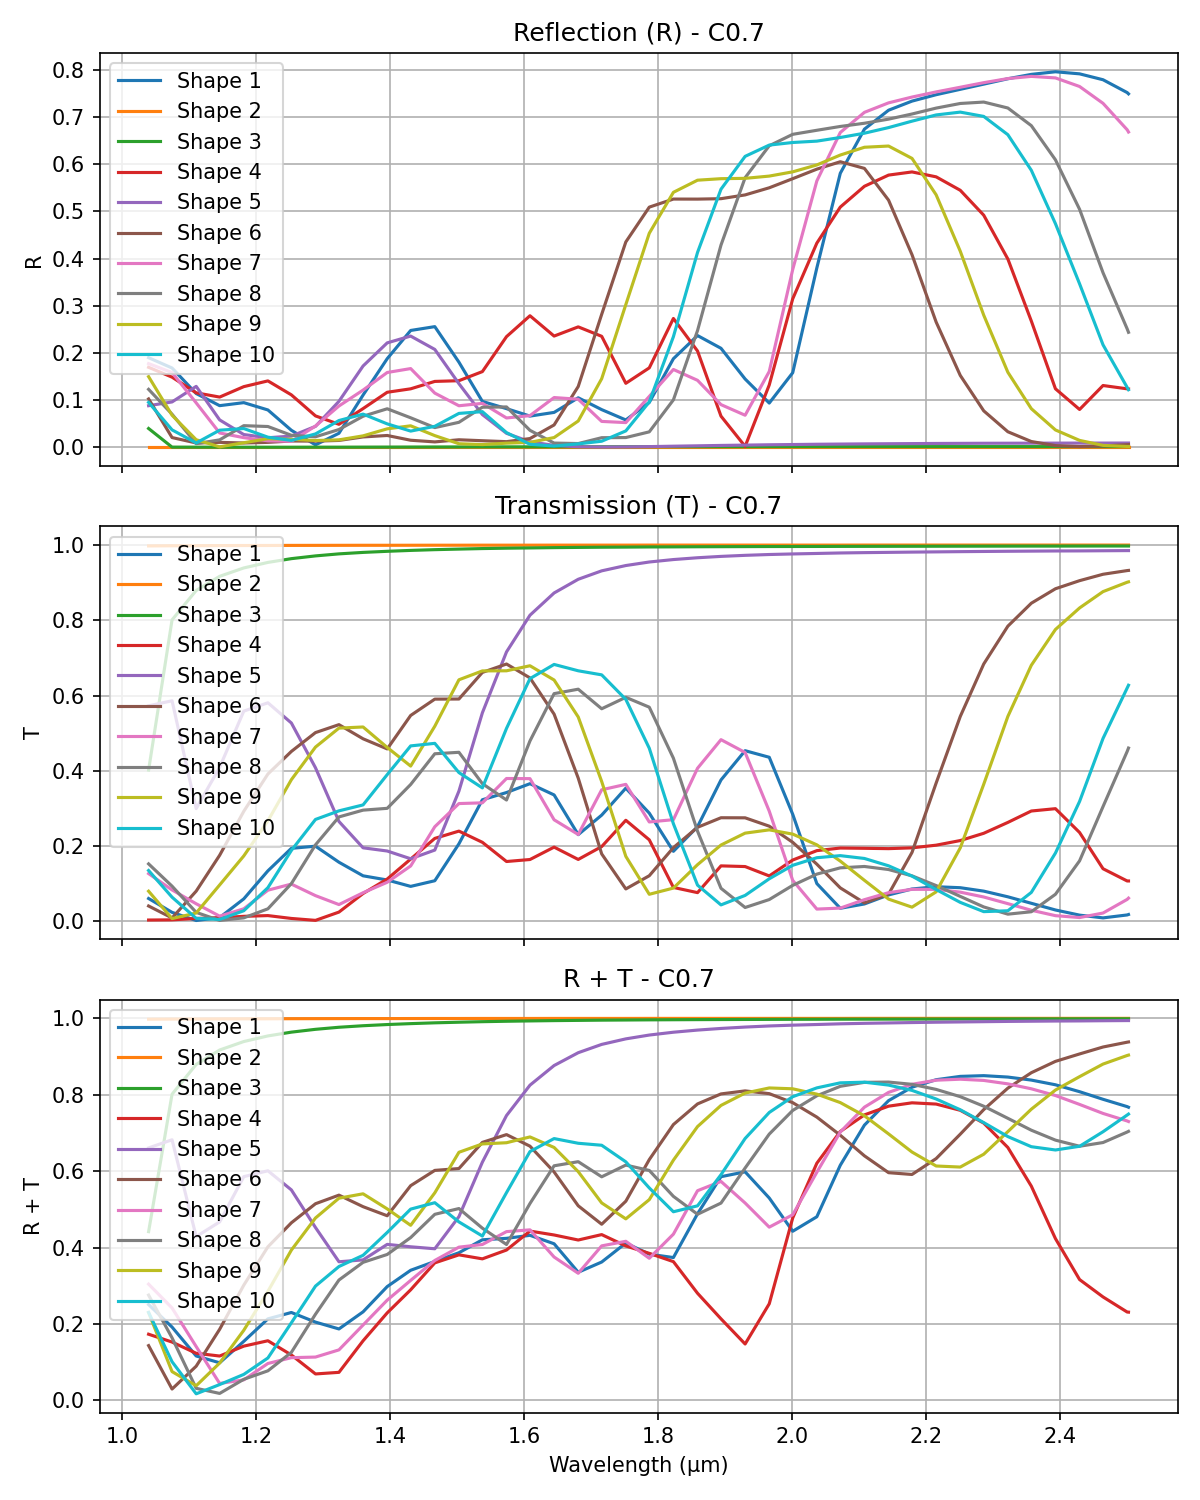 Reflection (R) - C0.7
0.8
0.7
0.6
0.5
0.4
0.3
0.2
0.1
0.0
R
Shape 1
Shape 2
Shape 3
Shape 4
Shape 5
Shape 6
Shape 7
Shape 8
Shape 9
Shape 10
Transmission (T) - C0.7
1.0
0.8
0.6
0.4
0.2
0.0
T
Shape 1
Shape 2
Shape 3
Shape 4
Shape 5
Shape 6
Shape 7
Shape 8
Shape 9
Shape 10
R + T - C0.7
1.0
0.8
0.6
0.4
0.2
0.0
R + T
Shape 1
Shape 2
Shape 3
Shape 4
Shape 5
Shape 6
Shape 7
Shape 8
Shape 9
Shape 10
1.0 1.2 1.4 1.6 1.8 2.0 2.2 2.4
Wavelength (μm)